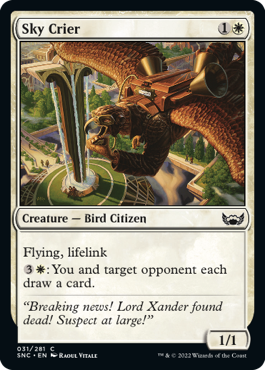 Sky Crier 1
Creature — Bird Citizen
Flying, lifelink
3: You and target opponent each
draw a card.
“Breaking news! Lord Xander found
dead! Suspect at large!”
1/1
031/281 C
SNC • EN Raoul Vitale
™ & © 2022 Wizards of the Coast